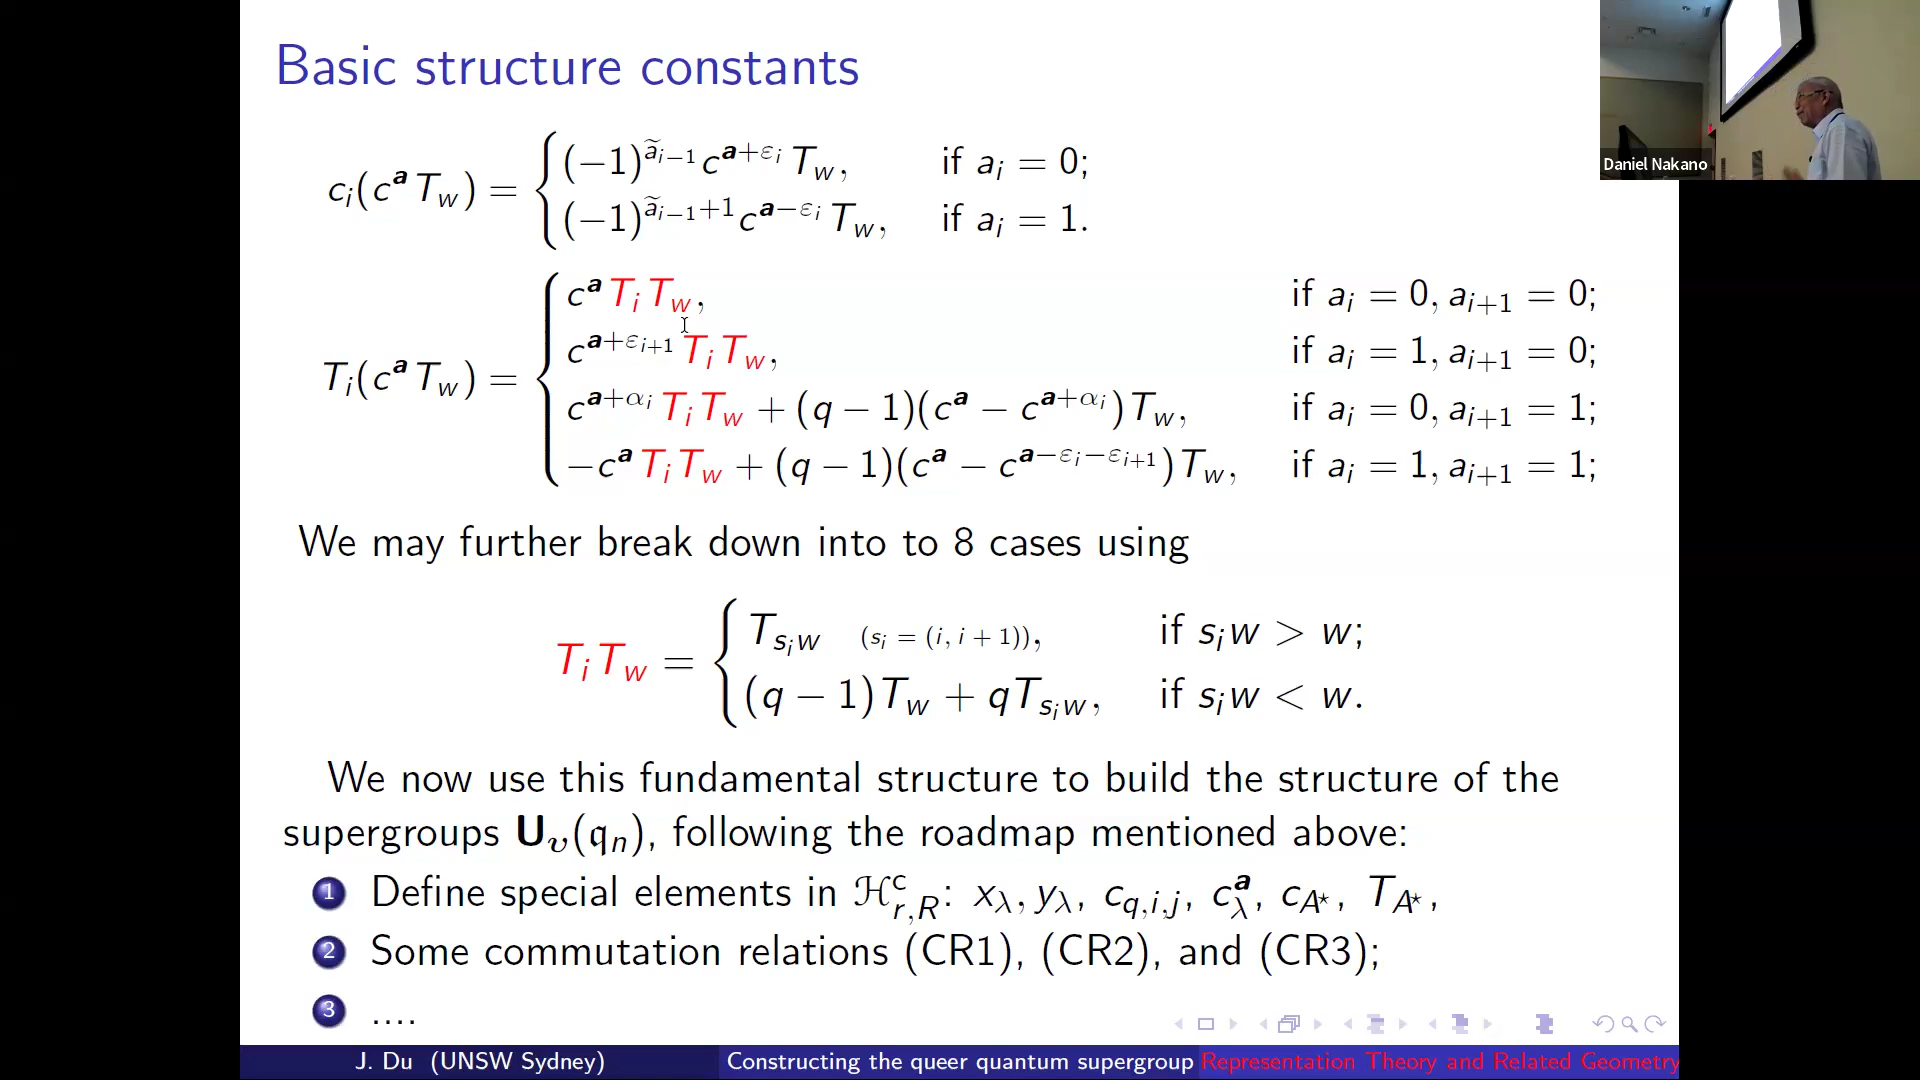 Basic structure constants
c_i(c^a T_w) = { (−1)^{ã_{i−1}} c^{a+ε_i} T_w, if a_i = 0;
(−1)^{ã_{i−1}+1} c^{a−ε_i} T_w, if a_i = 1.
T_i(c^a T_w) = { c^a T_i T_w, if a_i = 0, a_{i+1} = 0;
c^{a+ε_{i+1}} T_i T_w, if a_i = 1, a_{i+1} = 0;
c^{a+α_i} T_i T_w + (q − 1)(c^a − c^{a+α_i})T_w, if a_i = 0, a_{i+1} = 1;
−c^a T_i T_w + (q − 1)(c^a − c^{a−ε_i−ε_{i+1}})T_w, if a_i = 1, a_{i+1} = 1;
We may further break down into to 8 cases using
T_i T_w = { T_{s_i w} (s_i = (i, i + 1)), if s_i w > w;
(q − 1)T_w + qT_{s_i w}, if s_i w < w.
We now use this fundamental structure to build the structure of the
supergroups U_υ(𝔮_n), following the roadmap mentioned above:
1 Define special elements in ℋ^c_{r,R}: x_λ, y_λ, c_{q,i,j}, c^a_λ, c_{A⋆}, T_{A⋆},
2 Some commutation relations (CR1), (CR2), and (CR3);
3 ....
J. Du (UNSW Sydney) Constructing the queer quantum supergroup Representation Theory and Related Geometry
Daniel Nakano